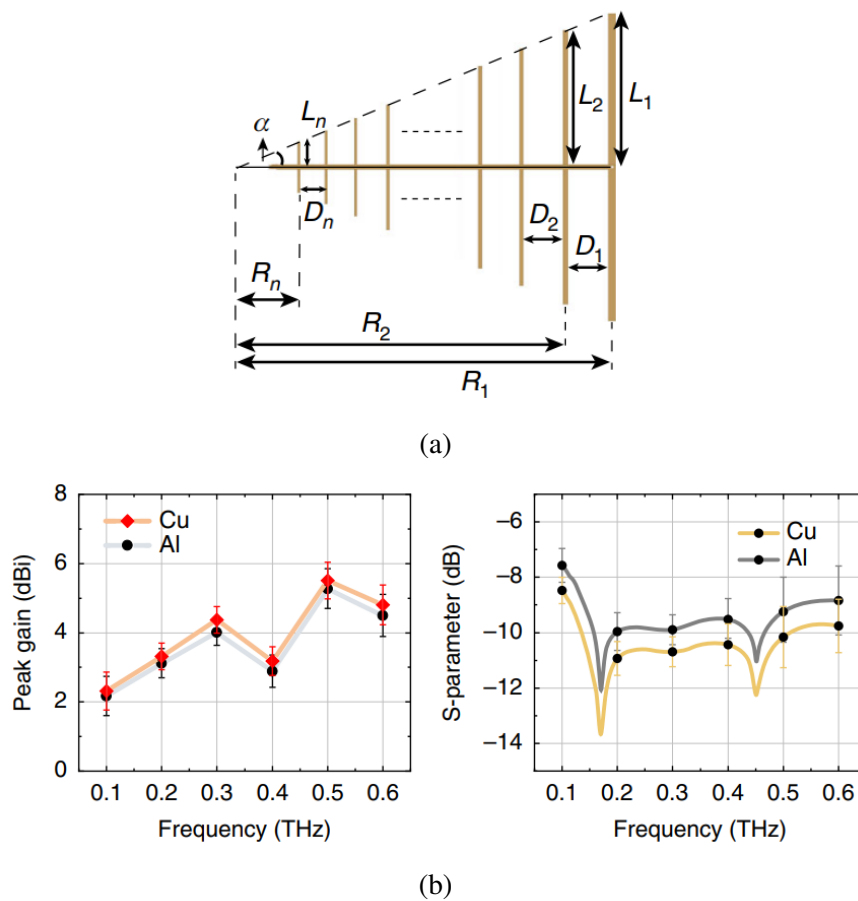 α
Lₙ
L₂
L₁
Dₙ
D₂
D₁
Rₙ
R₂
R₁
(a)
8
6
4
2
0
Peak gain (dBi)
Cu
Al
0.1 0.2 0.3 0.4 0.5 0.6
Frequency (THz)
−6
−8
−10
−12
−14
S-parameter (dB)
Cu
Al
0.1 0.2 0.3 0.4 0.5 0.6
Frequency (THz)
(b)